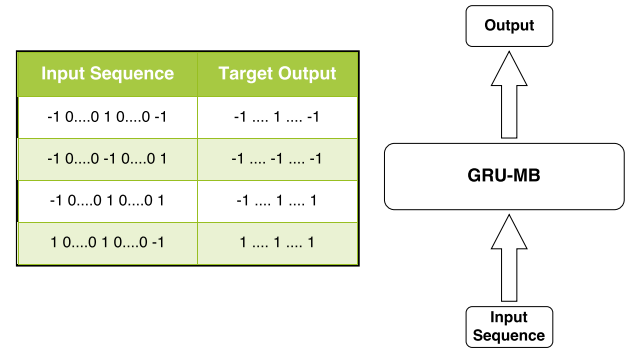 Input Sequence Target Output
-1 0....0 1 0....0 -1 -1 .... 1 .... -1
-1 0....0 -1 0....0 1 -1 .... -1 .... -1
-1 0....0 1 0....0 1 -1 .... 1 .... 1
1 0....0 1 0....0 -1 1 .... 1 .... 1
Output
GRU-MB
Input
Sequence